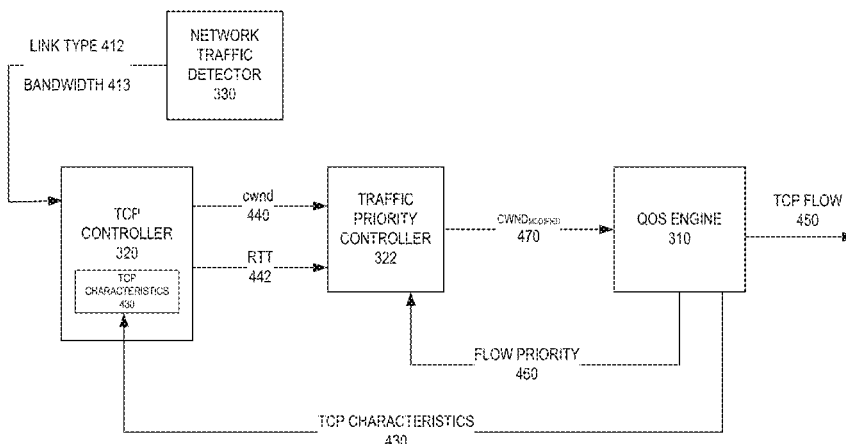 LINK TYPE 412
BANDWIDTH 413
NETWORK
TRAFFIC
DETECTOR
330
TCP
CONTROLLER
320
TCP
CHARACTERISTICS
430
cwnd
440
RTT
442
TRAFFIC
PRIORITY
CONTROLLER
322
CWNDMODIFIED
470
QOS ENGINE
310
TCP FLOW
450
FLOW PRIORITY
460
TCP CHARACTERISTICS
430